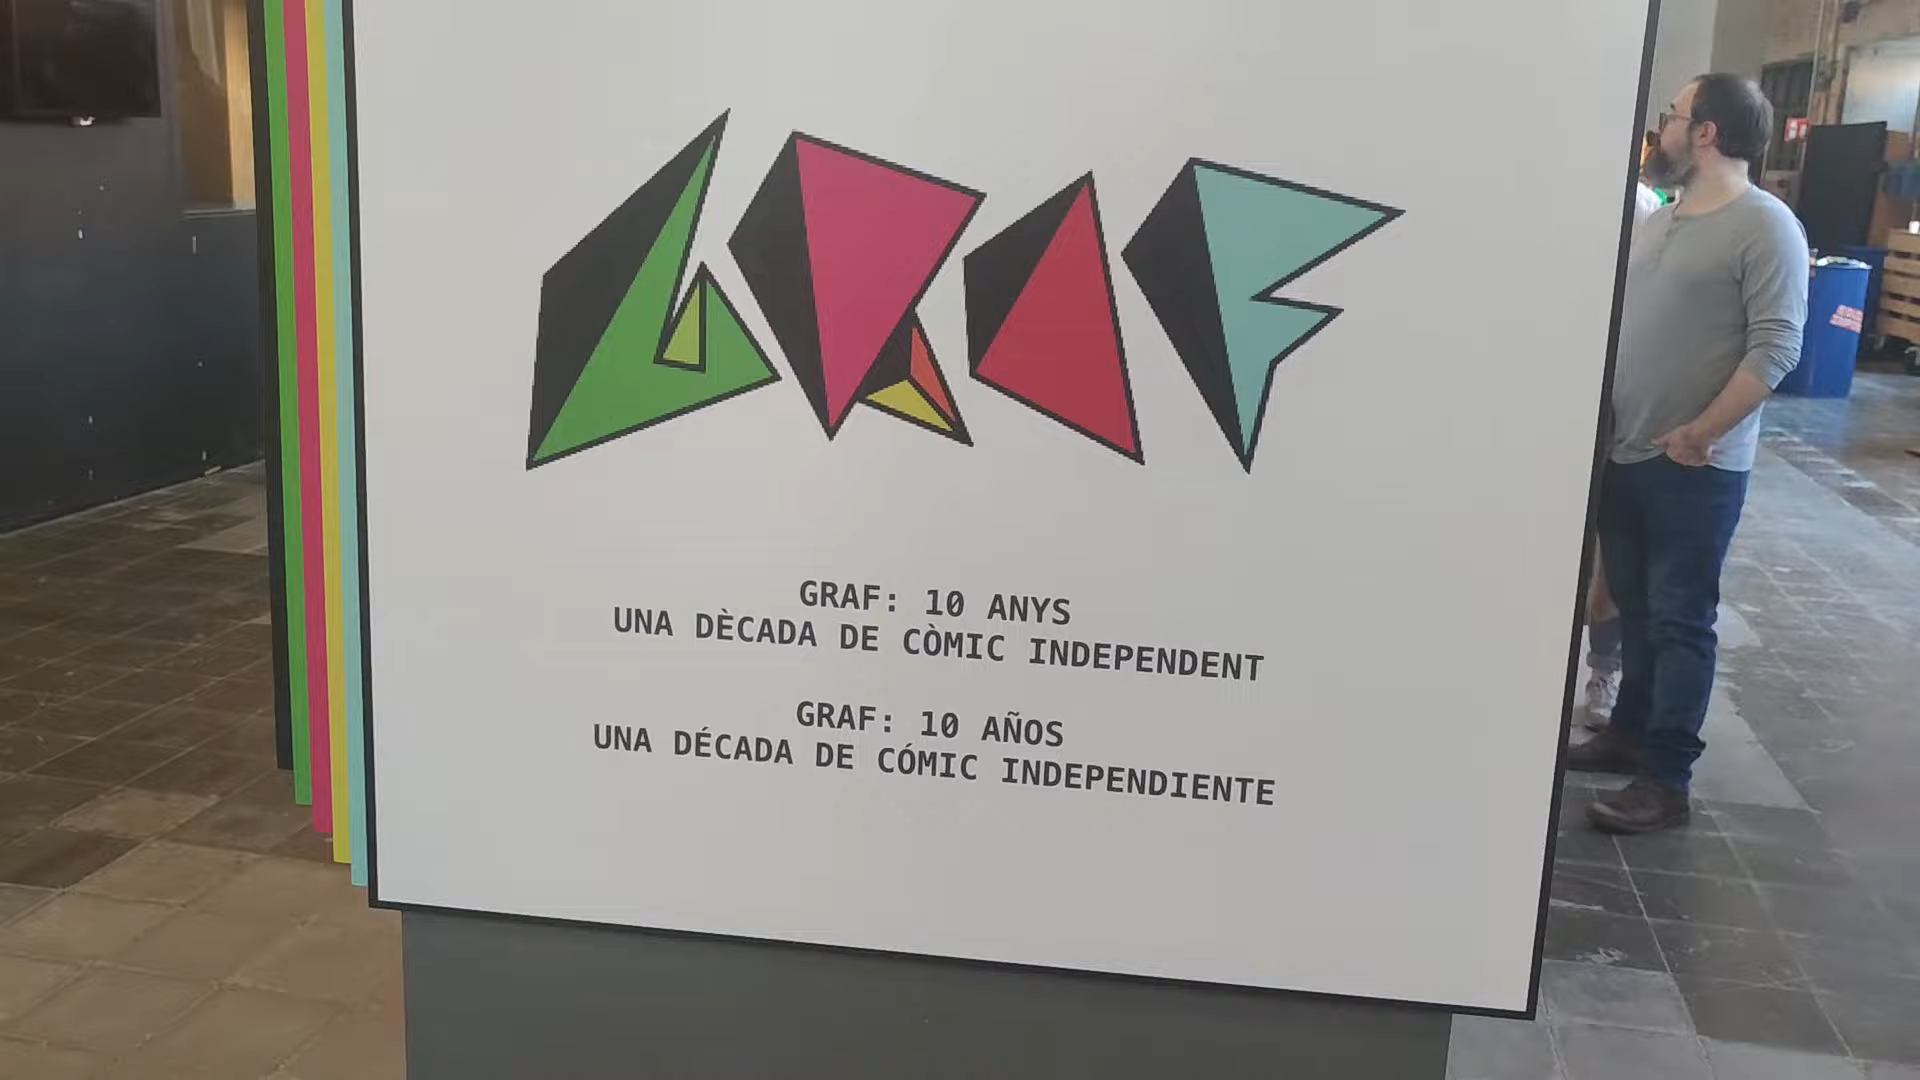 GRAF
GRAF: 10 ANYS
UNA DÈCADA DE CÒMIC INDEPENDENT
GRAF: 10 AÑOS
UNA DÉCADA DE CÓMIC INDEPENDIENTE